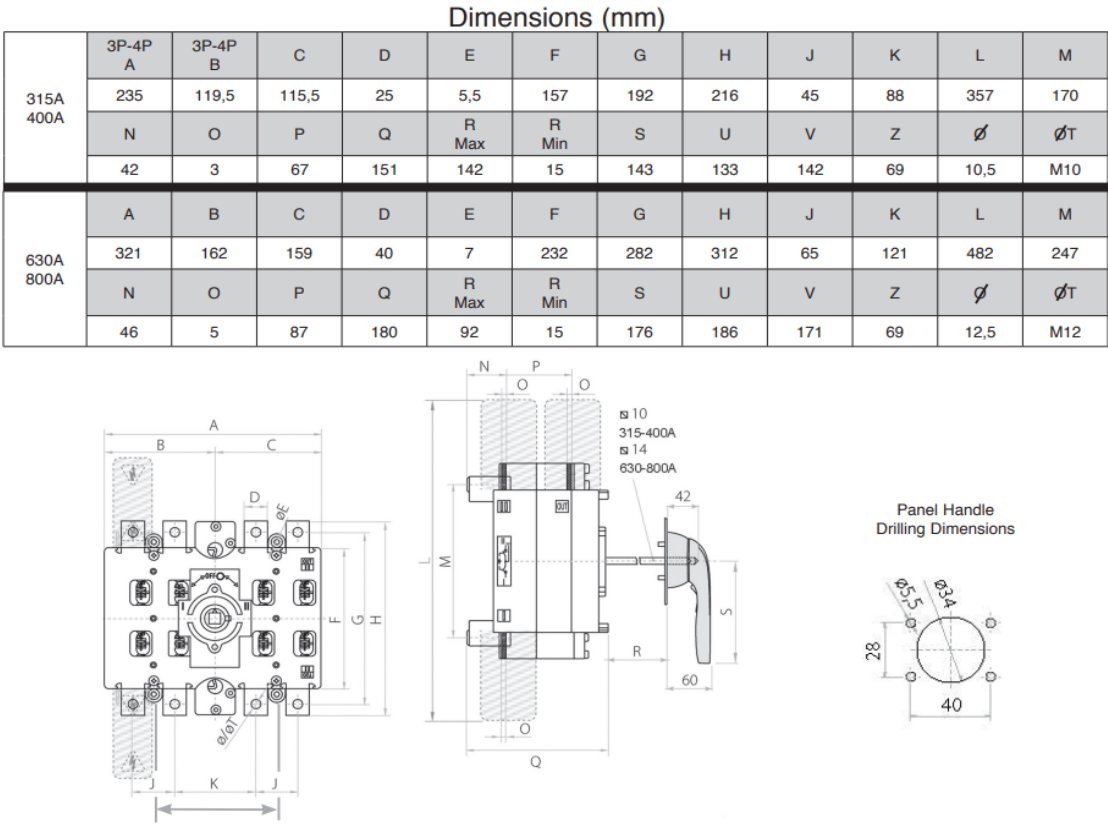 Dimensions (mm)
3P-4P A 3P-4P B C D E F G H J K L M
315A 400A
235 119,5 115,5 25 5,5 157 192 216 45 88 357 170
N O P Q R Max R Min S U V Z Ø ØT
42 3 67 151 142 15 143 133 142 69 10,5 M10
A B C D E F G H J K L M
630A 800A
321 162 159 40 7 232 282 312 65 121 482 247
N O P Q R Max R Min S U V Z Ø ØT
46 5 87 180 92 15 176 186 171 69 12,5 M12
A
B C
D
øE
OFF
I II
F G H
ø/øT
J K J
N P
O O
10
315-400A
14
630-800A
OUT
42
L M
S
R
60
O
Q
Panel Handle
Drilling Dimensions
Ø5,5 Ø34
28
40